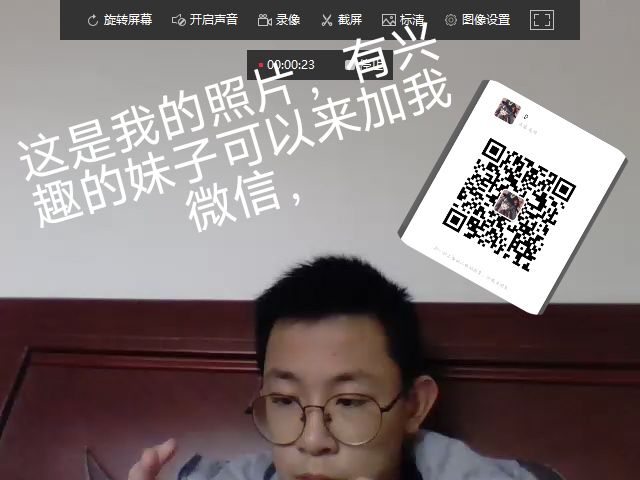 旋转屏幕 开启声音 录像 截屏 标清 图像设置
00:00:23
这是我的照片，有兴
趣的妹子可以来加我
微信，